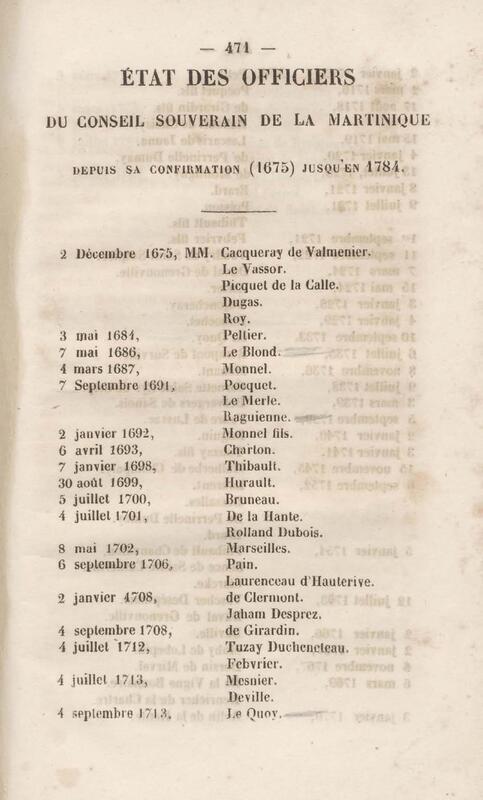 — 471 —
ÉTAT DES OFFICIERS
DU CONSEIL SOUVERAIN DE LA MARTINIQUE
DEPUIS SA CONFIRMATION (1675) JUSQU'EN 1784.
2 Décembre 1675, MM. Cacqueray de Valmenier.
Le Vassor.
Picquet de la Calle.
Dugas.
Roy.
3 mai 1684, Peltier.
7 mai 1686, Le Blond.
4 mars 1687, Monnel.
7 Septembre 1691, Pocquet.
Le Merle.
Raguienne.
2 janvier 1692, Monnel fils.
6 avril 1693, Charton.
7 janvier 1698, Thibault.
30 août 1699, Hurault.
5 juillet 1700, Bruneau.
4 juillet 1701, De la Hante.
Rolland Dubois.
8 mai 1702, Marseilles.
6 septembre 1706, Pain.
Laurenceau d'Hauterive.
2 janvier 4708, de Clermont.
Jaham Desprez.
4 septembre 1708, de Girardin.
4 juillet 1712, Tuzay Duchencteau.
Febvrier.
4 juillet 1713, Mesnier.
Deville.
4 septembre 1713, Le Quoy.